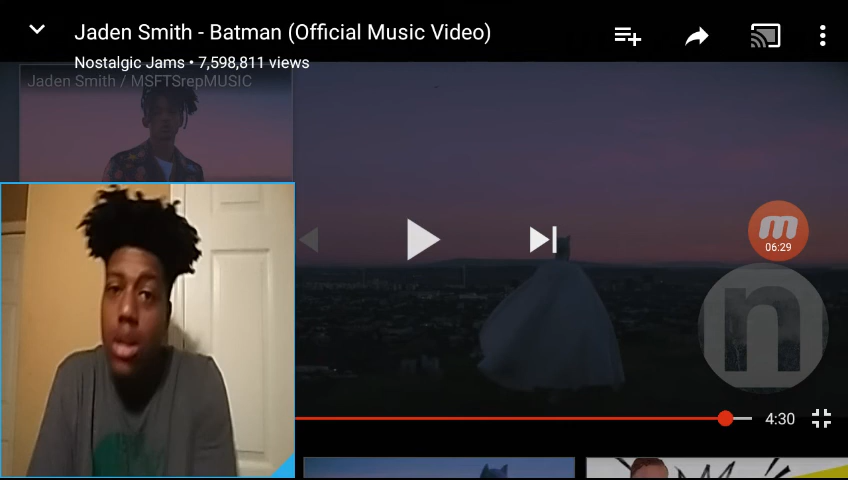 Jaden Smith - Batman (Official Music Video)
Nostalgic Jams • 7,598,811 views
Jaden Smith / MSFTSrepMUSIC
m
06:29
n
4:30